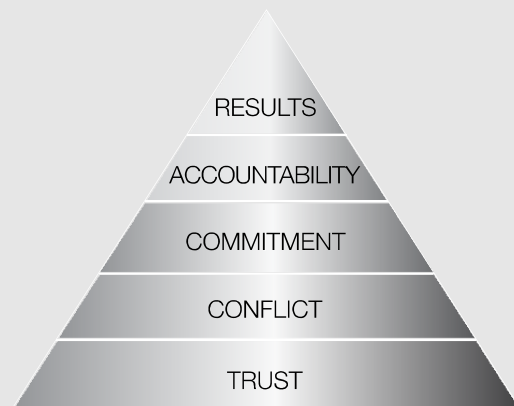 RESULTS
ACCOUNTABILITY
COMMITMENT
CONFLICT
TRUST